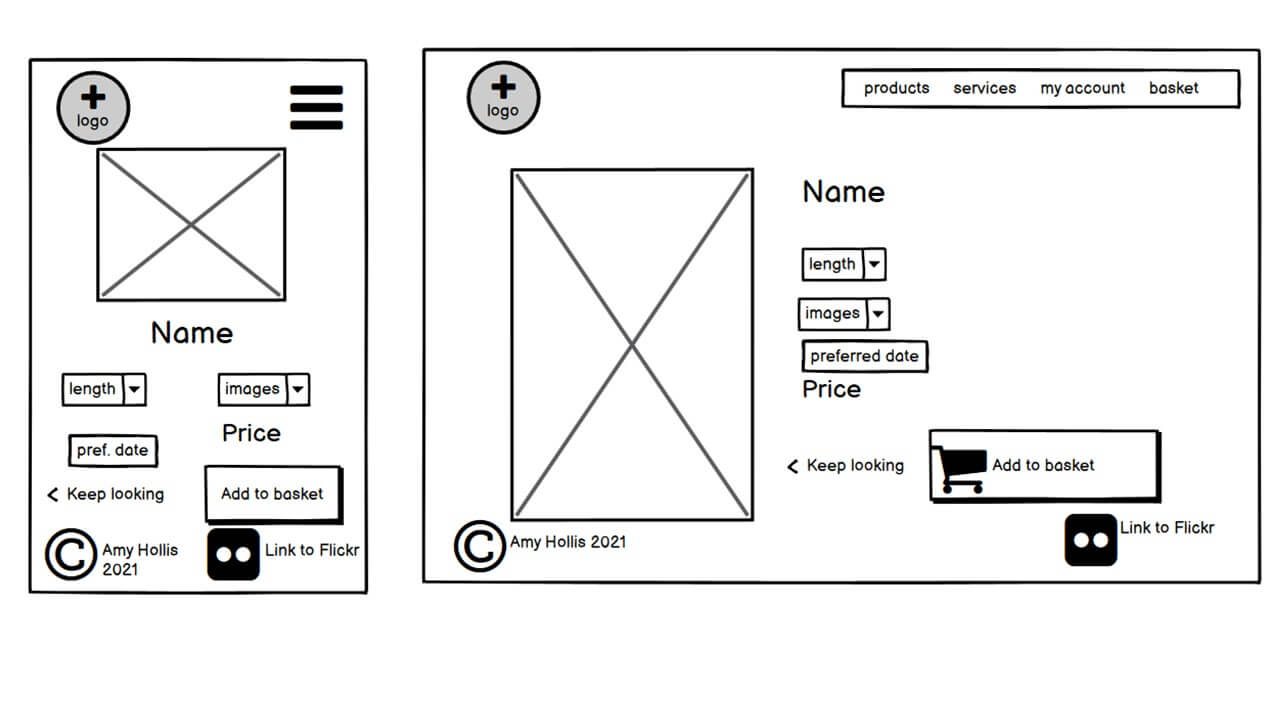 logo
Name
length
images
pref. date
Price
Keep looking
Add to basket
Amy Hollis
2021
Link to Flickr
logo
products services my account basket
Name
length
images
preferred date
Price
Keep looking
Add to basket
Amy Hollis 2021
Link to Flickr